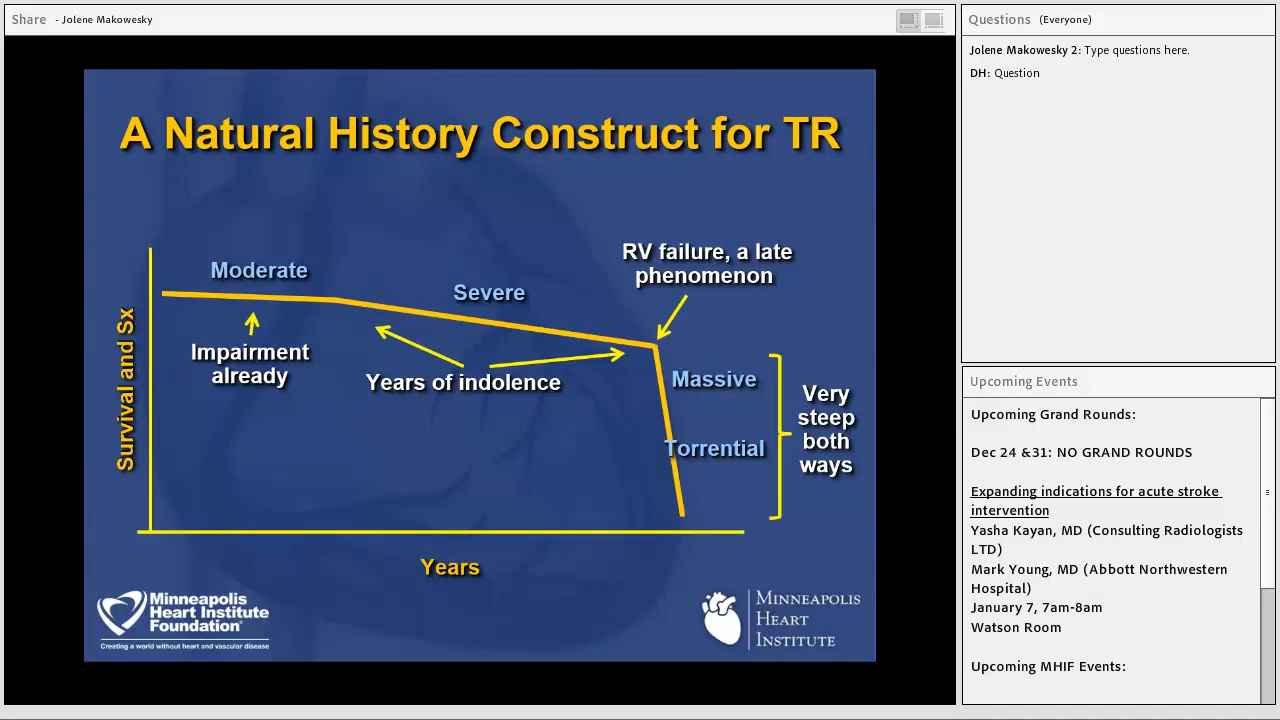 Share - Jolene Makowesky
A Natural History Construct for TR
RV failure, a late
phenomenon
Moderate
Severe
Impairment
already
Years of indolence
Massive
Torrential
Very
steep
both
ways
Survival and Sx
Years
Minneapolis
Heart Institute
Foundation®
Creating a world without heart and vascular disease
MINNEAPOLIS
HEART
INSTITUTE
Questions (Everyone)
Jolene Makowesky 2: Type questions here.
DH: Question
Upcoming Events
Upcoming Grand Rounds:
Dec 24 &31: NO GRAND ROUNDS
Expanding indications for acute stroke
intervention
Yasha Kayan, MD (Consulting Radiologists
LTD)
Mark Young, MD (Abbott Northwestern
Hospital)
January 7, 7am-8am
Watson Room
Upcoming MHIF Events: